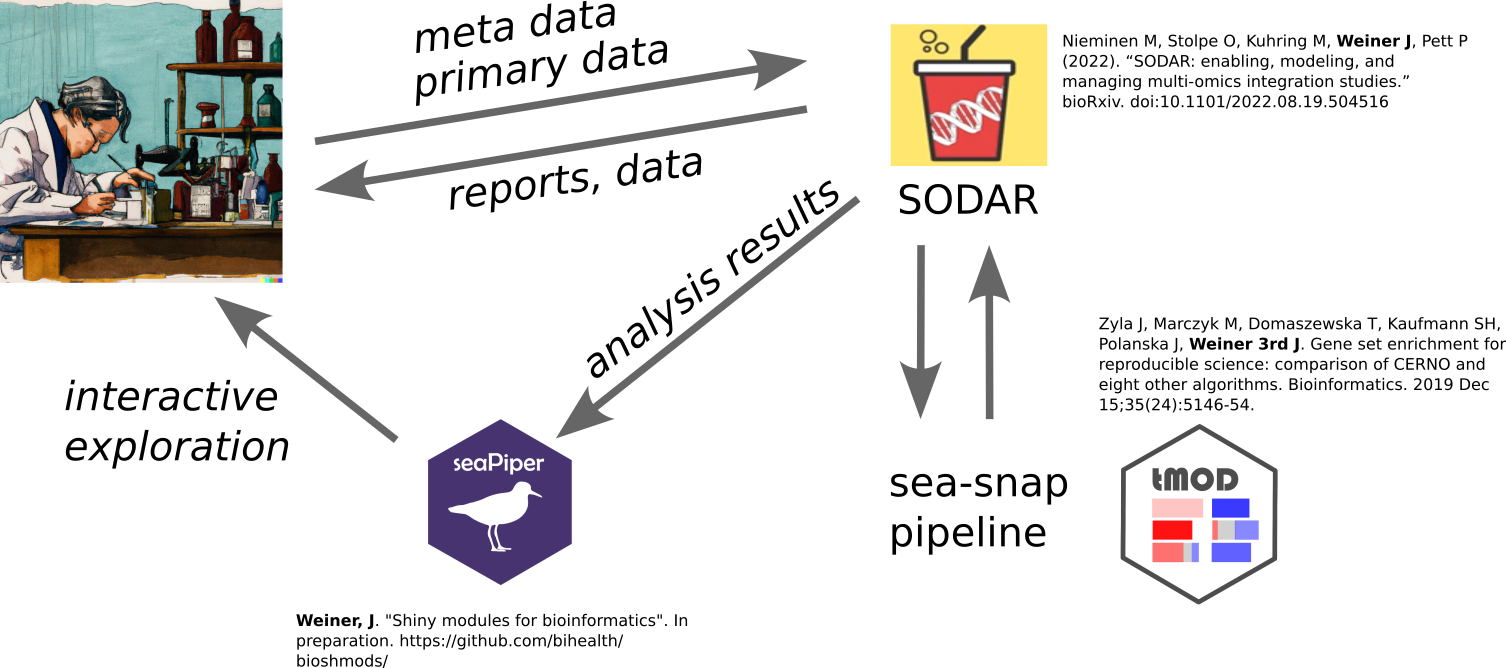 meta data
primary data
reports, data
analysis results
Nieminen M, Stolpe O, Kuhring M, Weiner J, Pett P
(2022). “SODAR: enabling, modeling, and
managing multi-omics integration studies.”
bioRxiv. doi:10.1101/2022.08.19.504516
SODAR
Zyla J, Marczyk M, Domaszewska T, Kaufmann SH,
Polanska J, Weiner 3rd J. Gene set enrichment for
reproducible science: comparison of CERNO and
eight other algorithms. Bioinformatics. 2019 Dec
15;35(24):5146-54.
interactive
exploration
seaPiper
sea-snap
pipeline
tMOD
Weiner, J. "Shiny modules for bioinformatics". In
preparation. https://github.com/bihealth/
bioshmods/